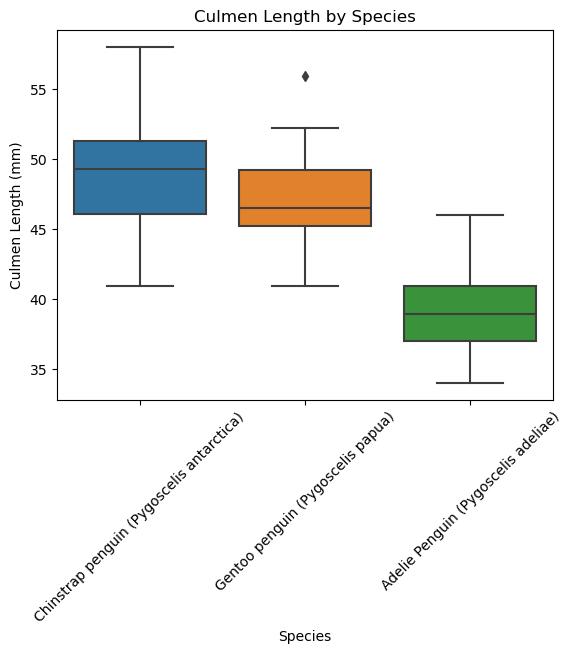 Culmen Length by Species
Culmen Length (mm)
55
50
45
40
35
Chinstrap penguin (Pygoscelis antarctica)
Gentoo penguin (Pygoscelis papua)
Adelie Penguin (Pygoscelis adeliae)
Species